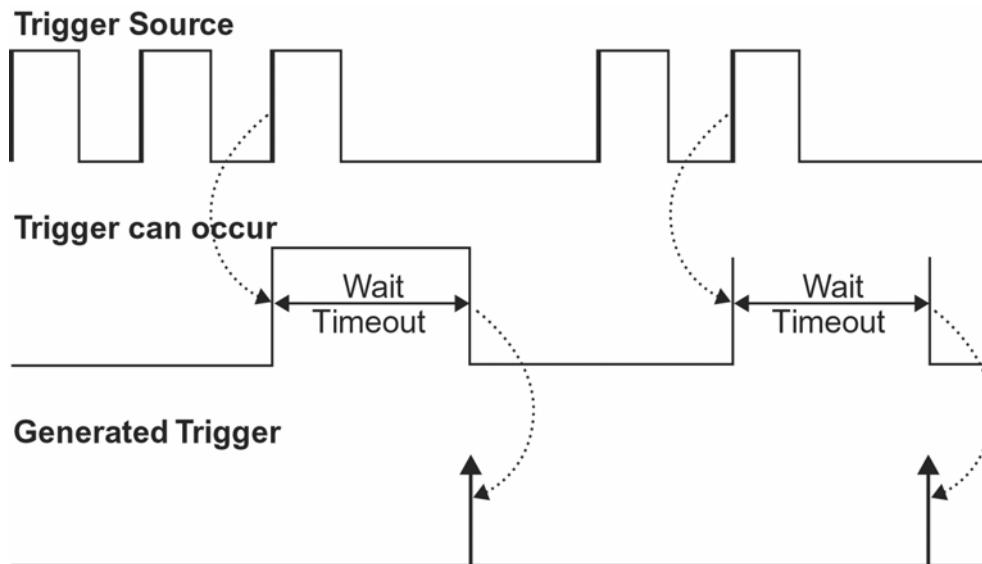 Trigger Source
Trigger can occur
Wait
Timeout
Wait
Timeout
Generated Trigger